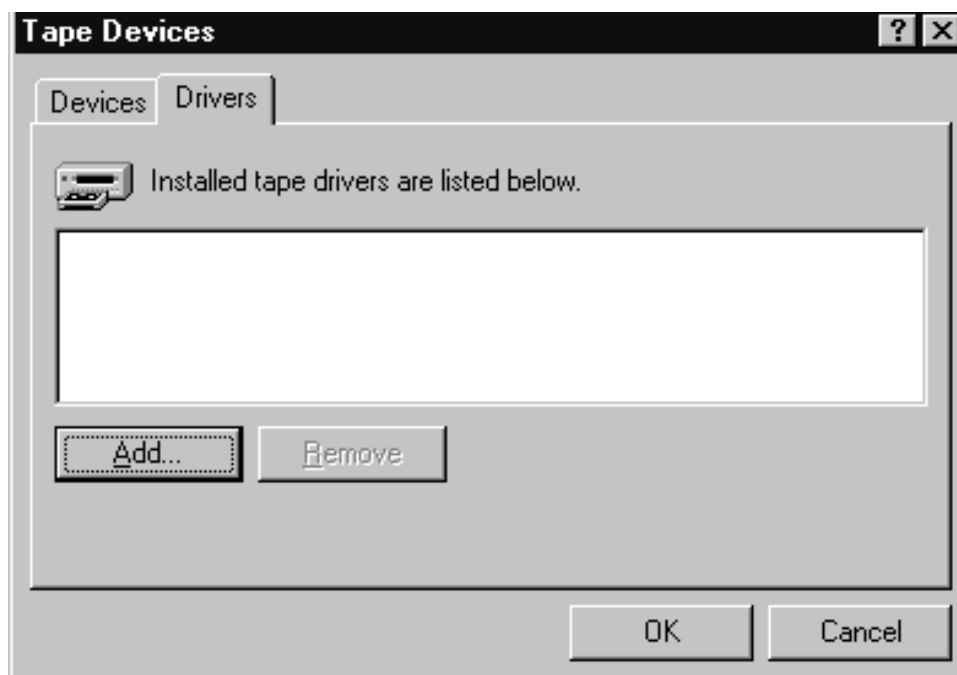 Tape Devices
Devices Drivers
Installed tape drivers are listed below.
Add... Remove
OK Cancel